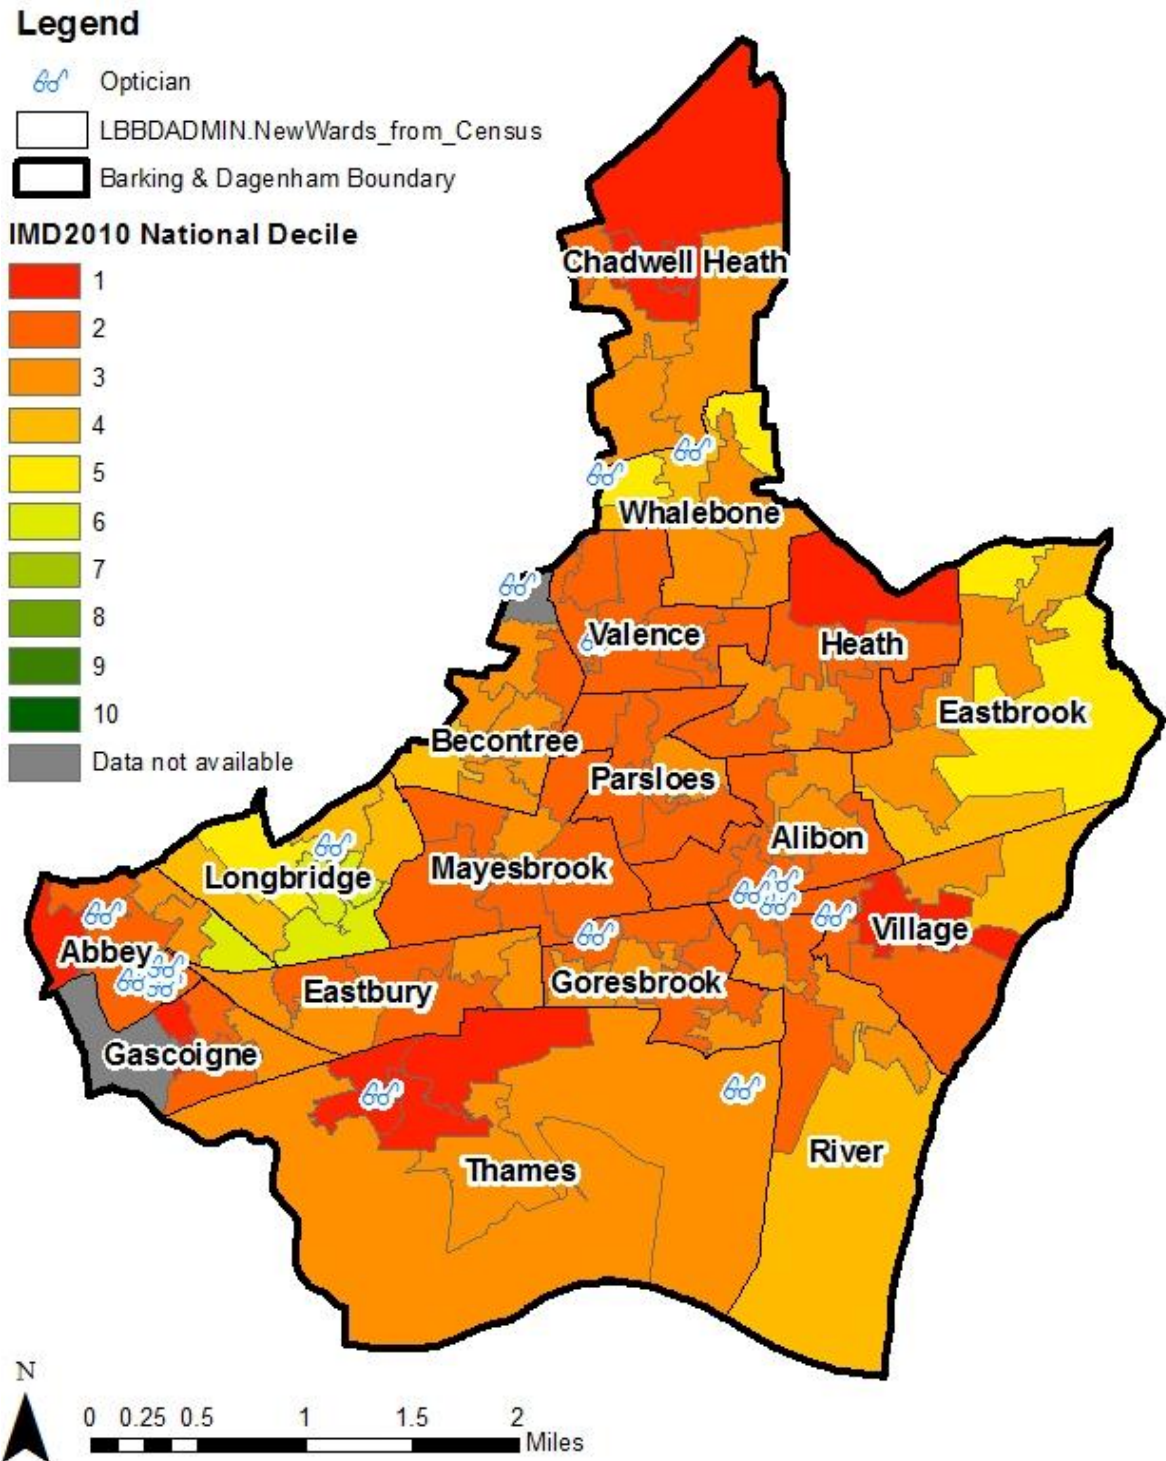 Legend
Optician
LBBDADMIN.NewWards_from_Census
Barking & Dagenham Boundary
IMD2010 National Decile
1
2
3
4
5
6
7
8
9
10
Data not available
Chadwell Heath
Whalebone
Valence
Heath
Eastbrook
Becontree
Parsloes
Alibon
Mayesbrook
Longbridge
Village
Abbey
Goresbrook
Eastbury
Gascoigne
River
Thames
N
0 0.25 0.5 1 1.5 2
Miles